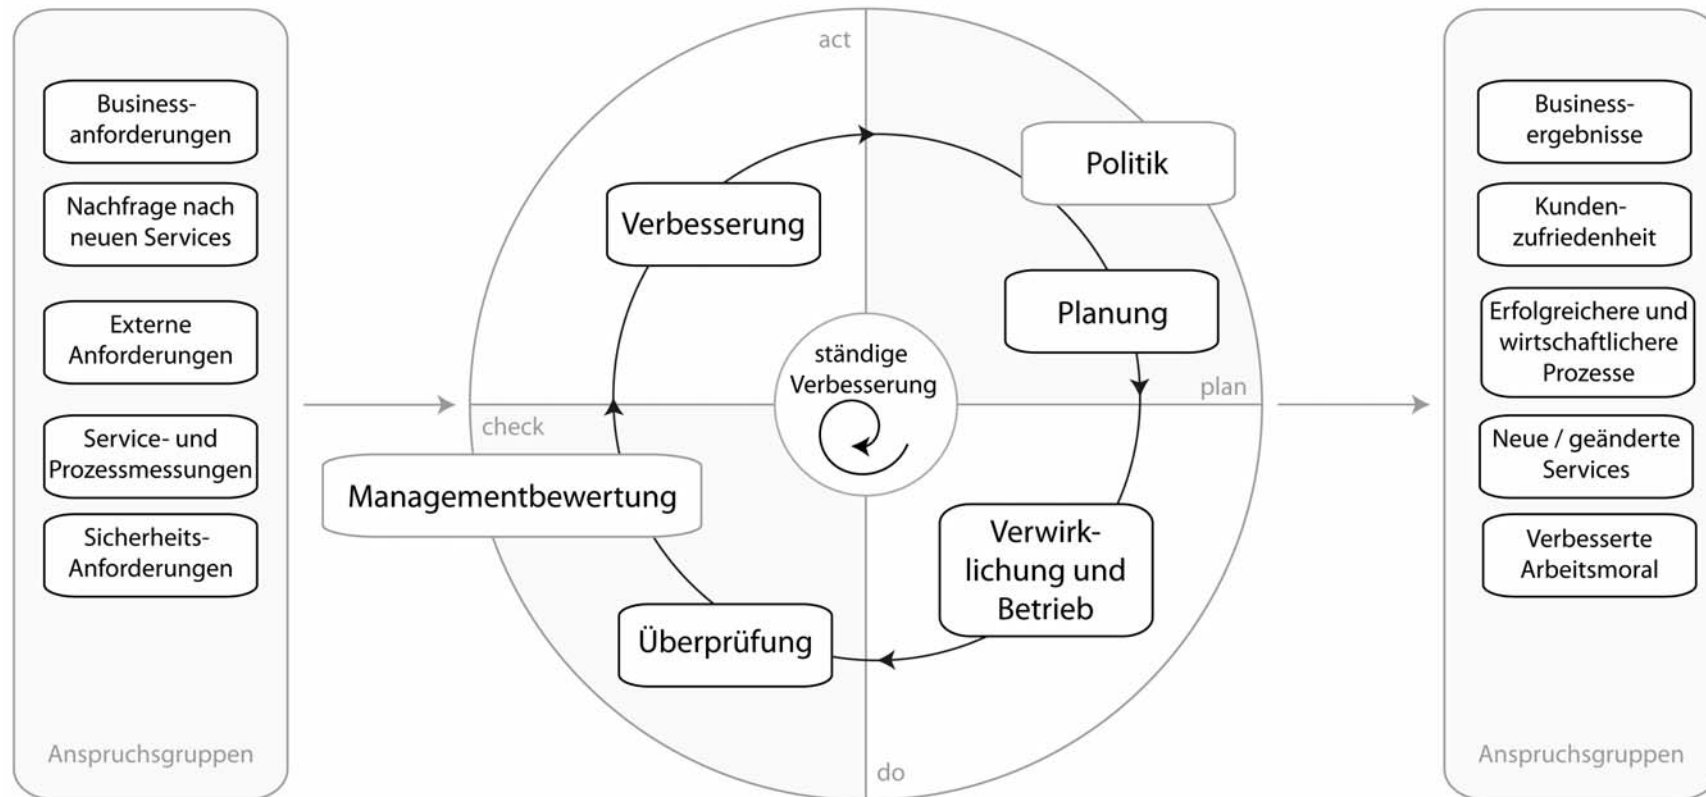 Business-
anforderungen
Nachfrage nach
neuen Services
Externe
Anforderungen
Service- und
Prozessmessungen
Sicherheits-
Anforderungen
Anspruchsgruppen
act
Politik
Verbesserung
Planung
ständige
Verbesserung
plan
check
Managementbewertung
Verwirk-
lichung und
Betrieb
Überprüfung
do
Business-
ergebnisse
Kunden-
zufriedenheit
Erfolgreichere und
wirtschaftlichere
Prozesse
Neue / geänderte
Services
Verbesserte
Arbeitsmoral
Anspruchsgruppen